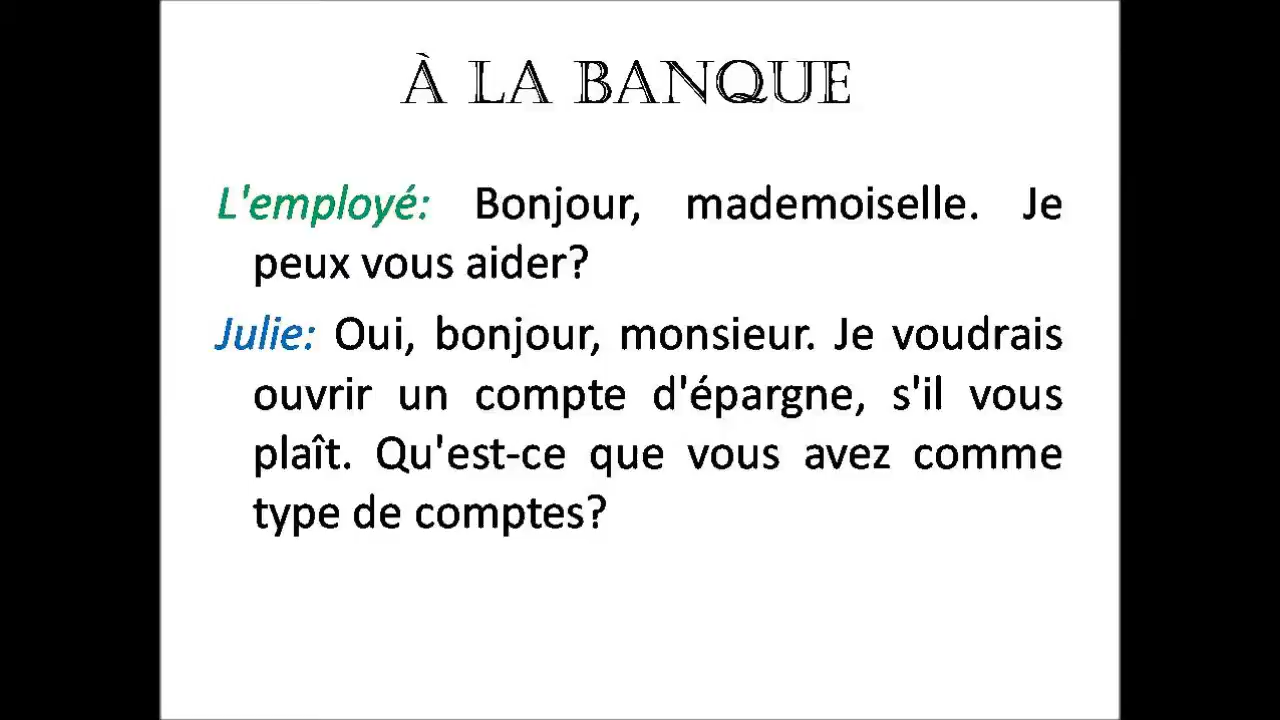 À LA BANQUE
L'employé: Bonjour, mademoiselle. Je
peux vous aider?
Julie: Oui, bonjour, monsieur. Je voudrais
ouvrir un compte d'épargne, s'il vous
plaît. Qu'est-ce que vous avez comme
type de comptes?